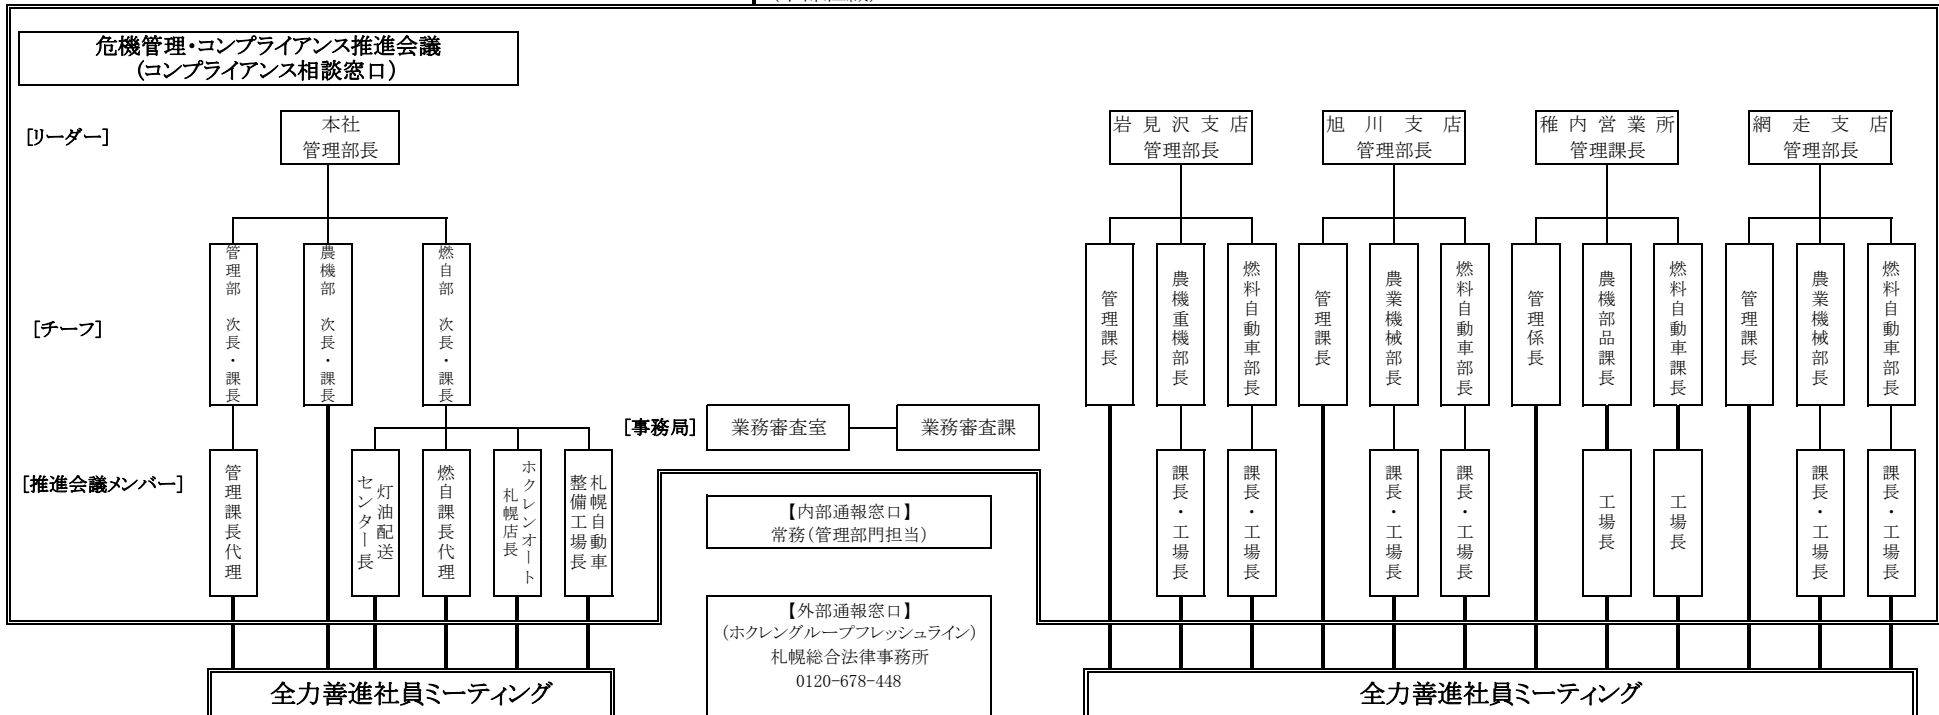 危機管理・コンプライアンス推進会議
(コンプライアンス相談窓口)
[リーダー]
本社
管理部長
岩見沢支店
管理部長
旭川支店
管理部長
稚内営業所
管理課長
網走支店
管理部長
[チーフ]
管理部 次長・課長
農機部 次長・課長
燃自部 次長・課長
管理課長
農機重機部長
燃料自動車部長
管理課長
農業機械部長
燃料自動車部長
管理係長
農機部品課長
燃料自動車課長
管理課長
農業機械部長
燃料自動車部長
[事務局]
業務審査室
業務審査課
[推進会議メンバー]
管理課長代理
灯油配送
センター長
燃自課長代理
ホクレンオート
札幌店長
札幌自動車
整備工場長
課長・工場長
課長・工場長
課長・工場長
課長・工場長
工場長
工場長
課長・工場長
課長・工場長
【内部通報窓口】
常務(管理部門担当)
【外部通報窓口】
(ホクレングループフレッシュライン)
札幌総合法律事務所
0120-678-448
全力善進社員ミーティング
全力善進社員ミーティング